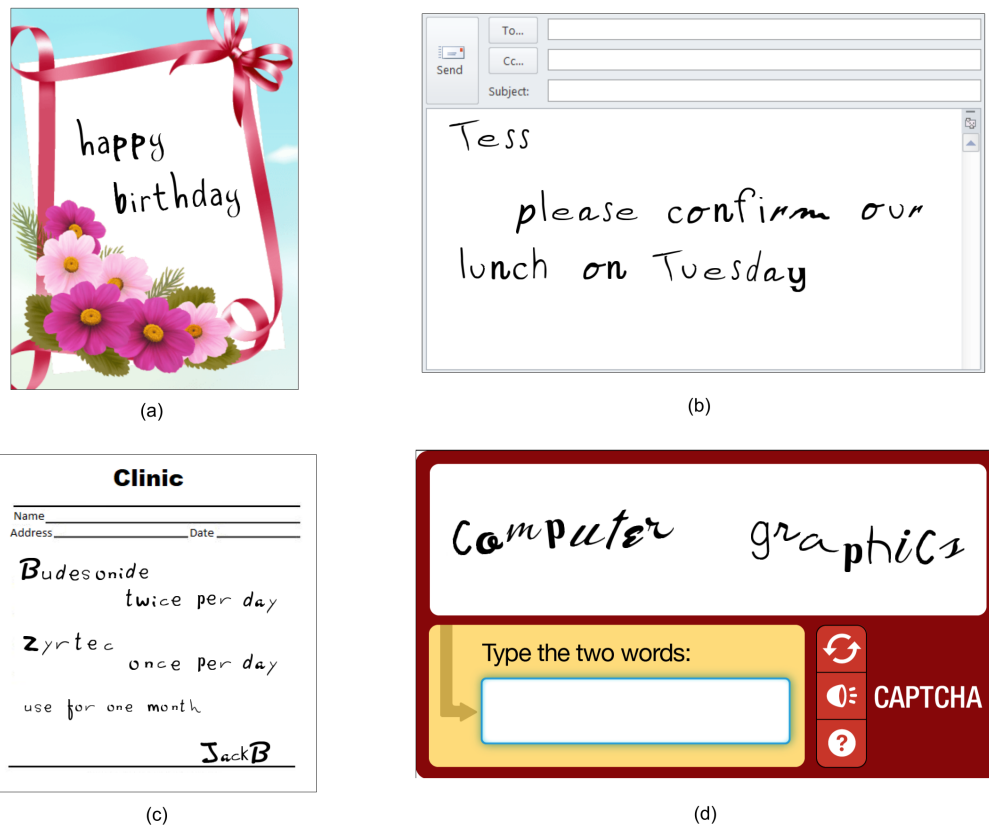 happy
birthday
(a)
To...
Send
Cc...
Subject:
Tess
please confirm our
lunch on Tuesday
(b)
Clinic
Name
Address Date
Budesonide
twice per day
Zyrtec
once per day
use for one month
JackB
(c)
computer graphics
Type the two words:
CAPTCHA
?
(d)